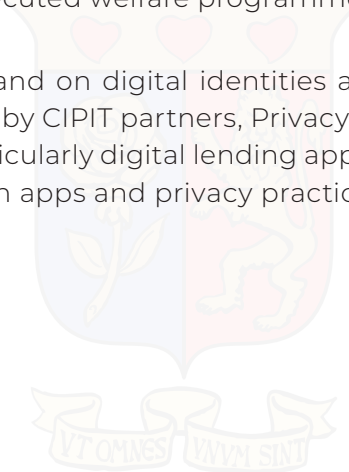 cuted welfare programme
and on digital identities a
by CIPIT partners, Privacy
icularly digital lending app
n apps and privacy practic
VT OMNES VNVM SINT